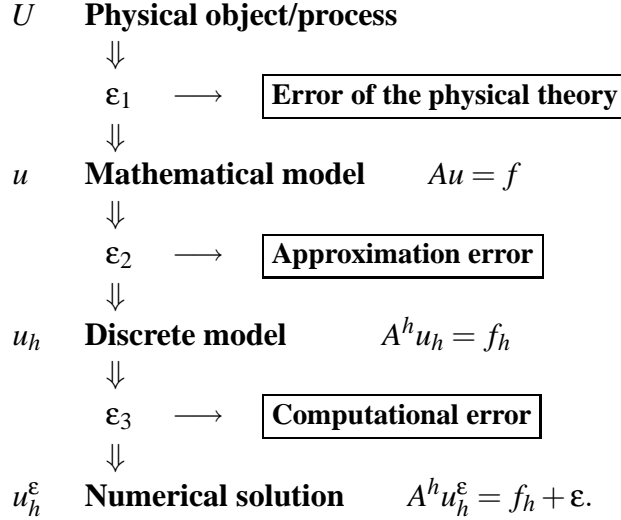 U Physical object/process
⇓
ε₁ ⟶ Error of the physical theory
⇓
u Mathematical model Au = f
⇓
ε₂ ⟶ Approximation error
⇓
u_h Discrete model A^h u_h = f_h
⇓
ε₃ ⟶ Computational error
⇓
u_h^ε Numerical solution A^h u_h^ε = f_h + ε.